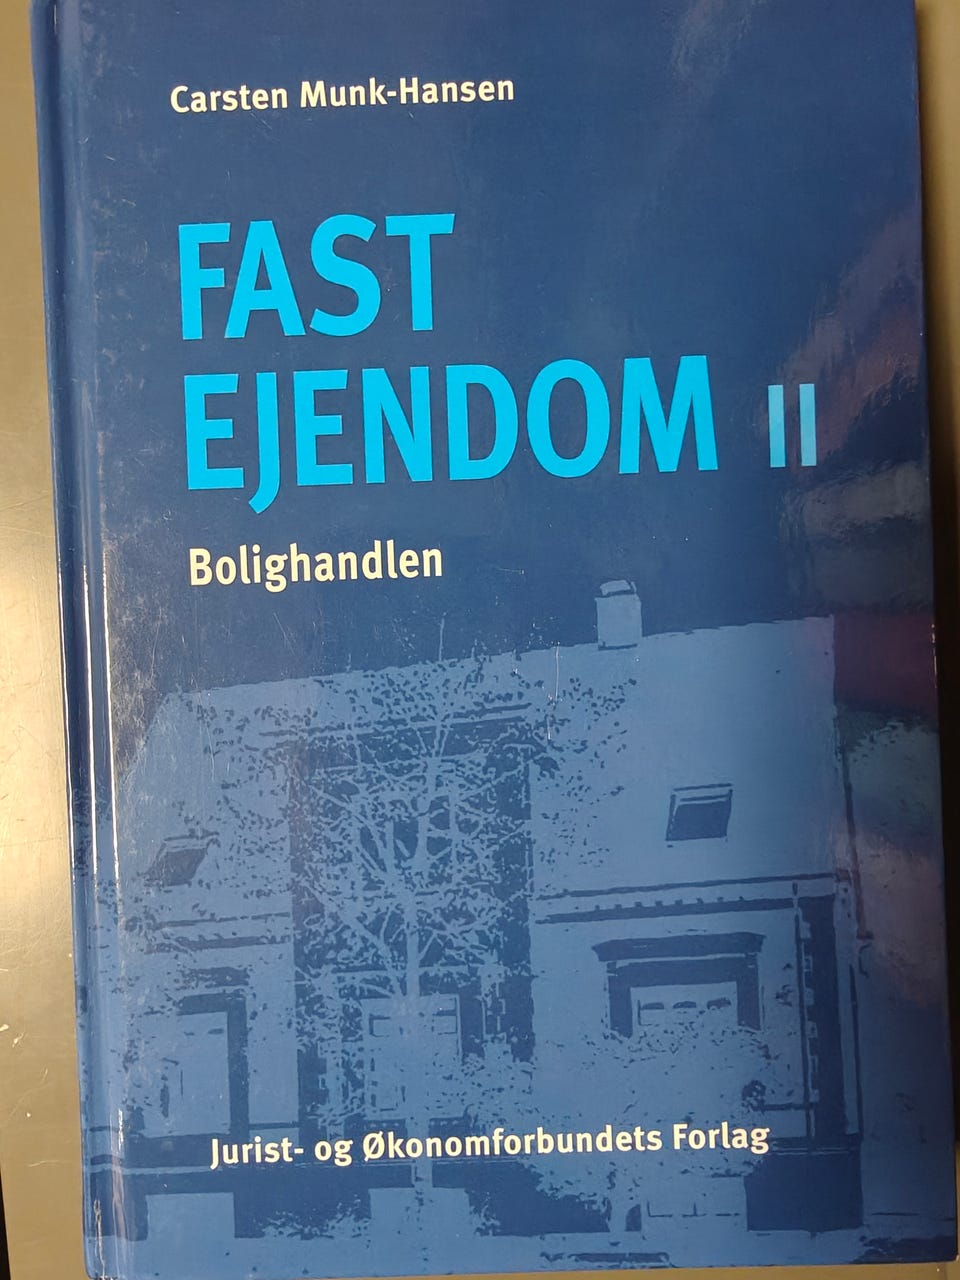 Carsten Munk-Hansen
FAST
EJENDOM II
Bolighandlen
Jurist- og Økonomforbundets Forlag